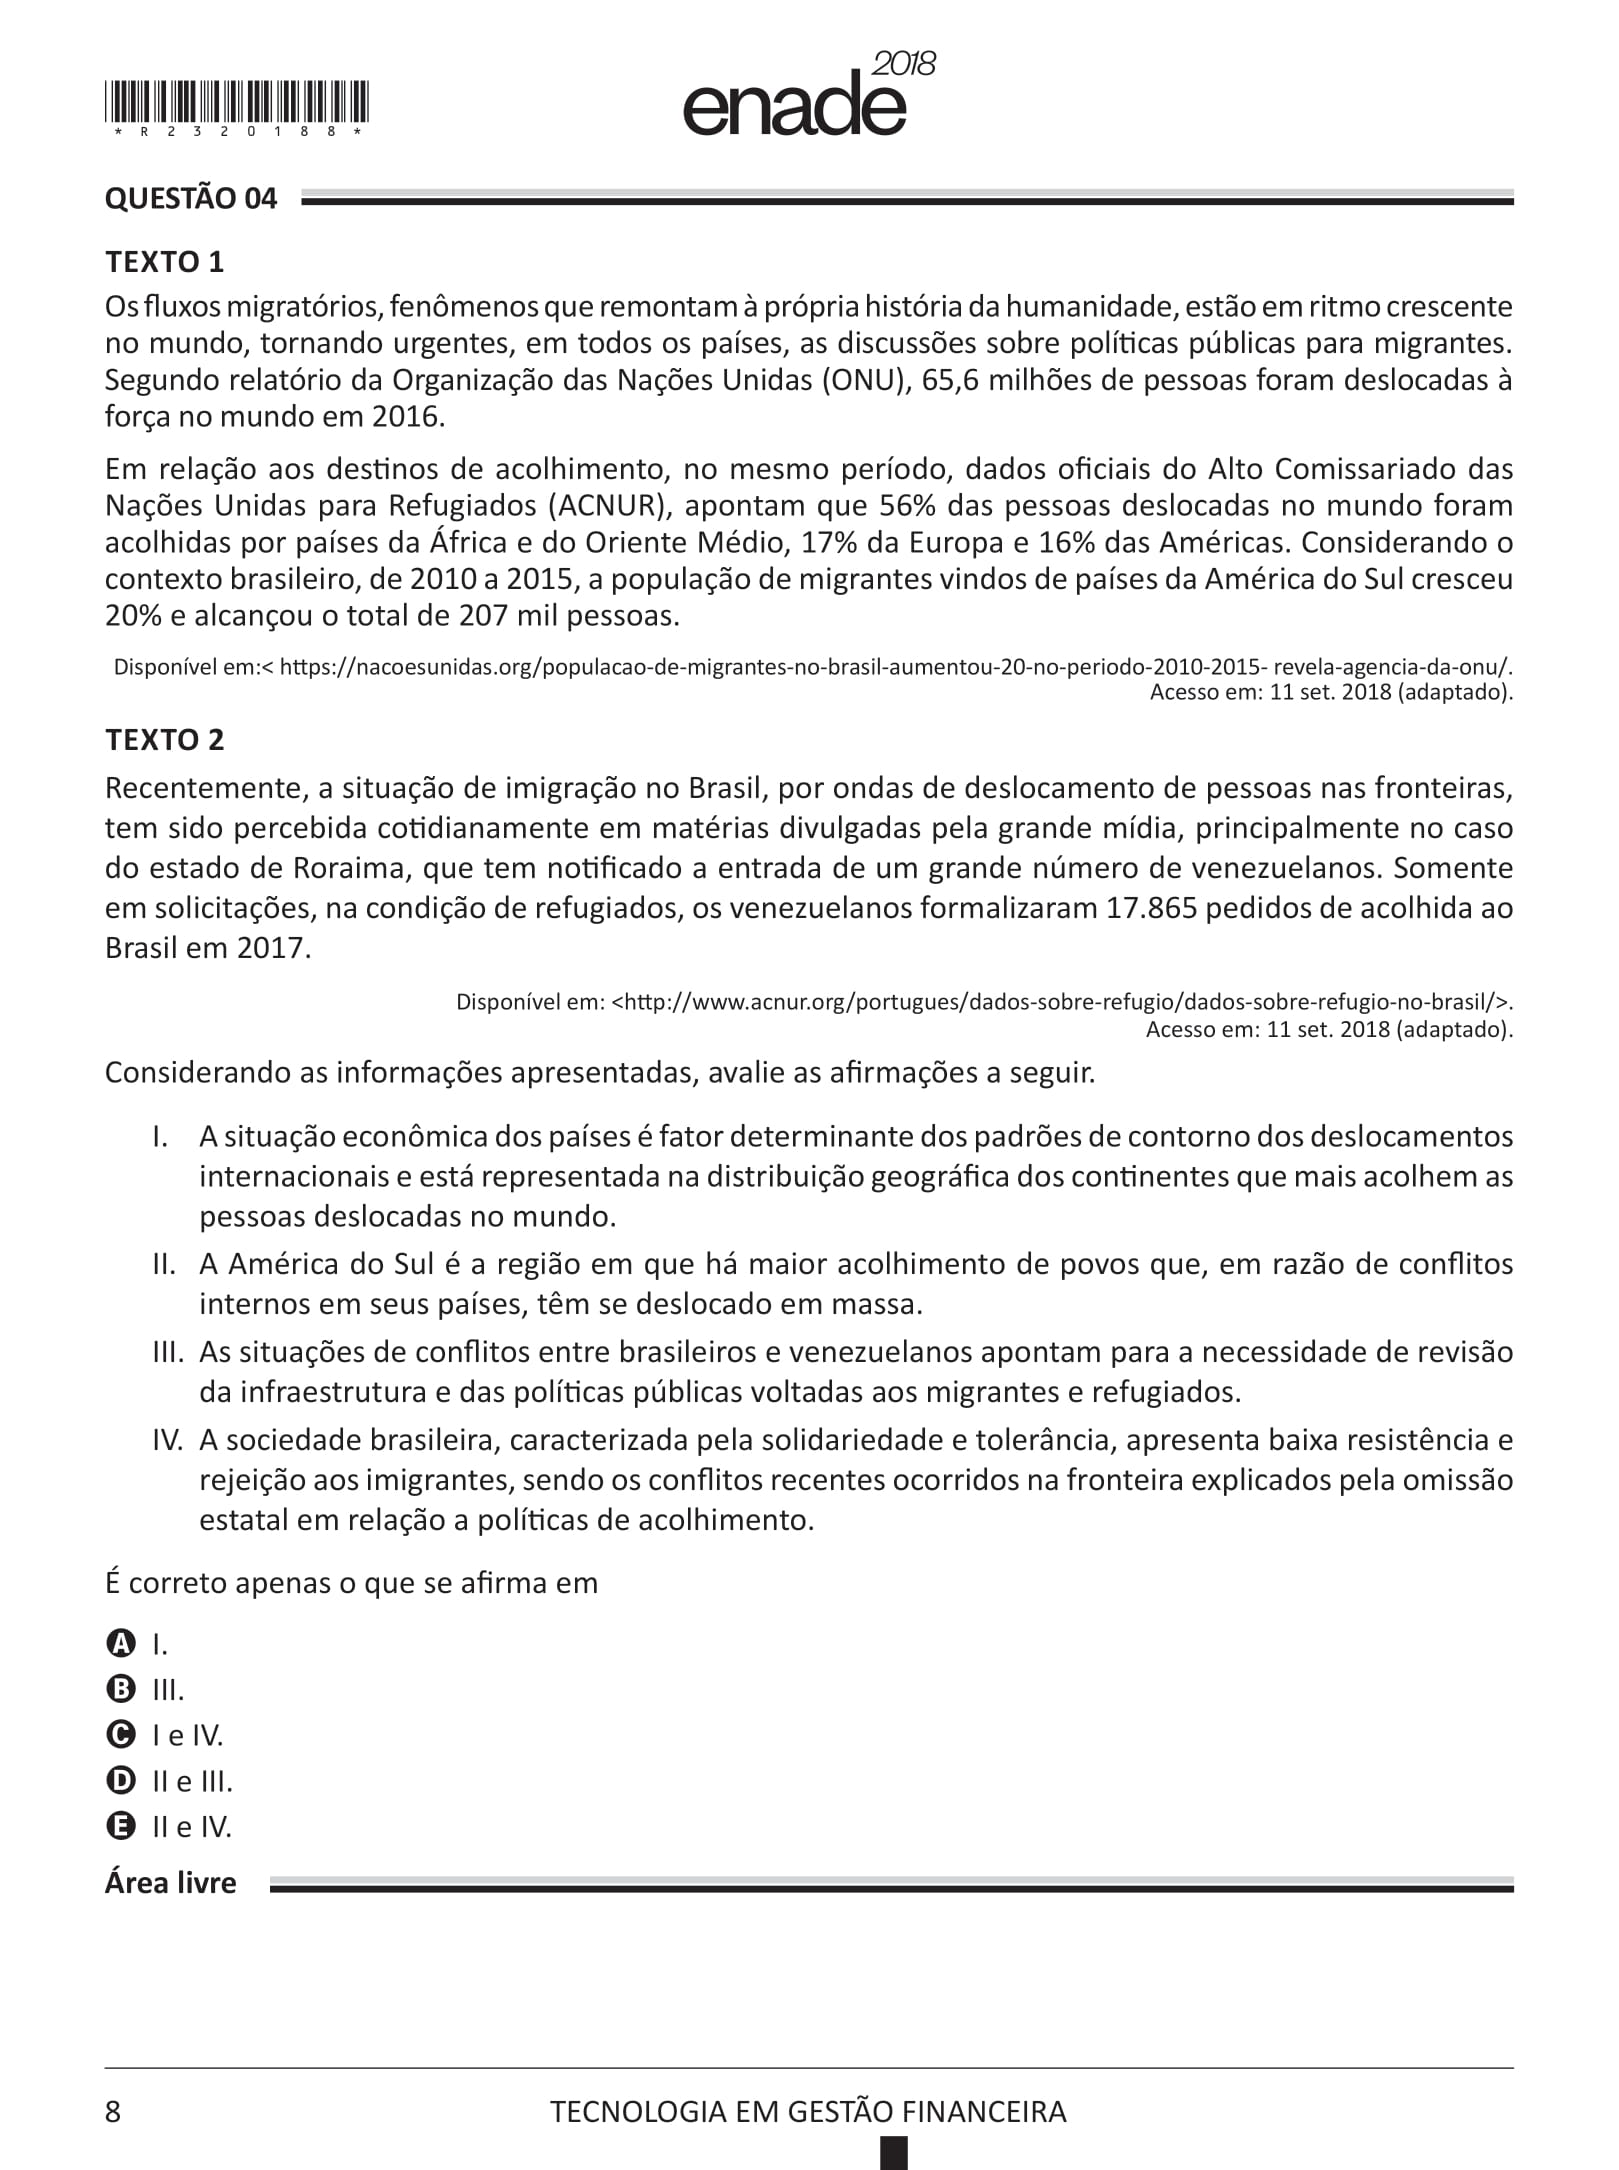 *R2320188*
enade 2018
QUESTÃO 04
TEXTO 1
Os fluxos migratórios, fenômenos que remontam à própria história da humanidade, estão em ritmo crescente
no mundo, tornando urgentes, em todos os países, as discussões sobre políticas públicas para migrantes.
Segundo relatório da Organização das Nações Unidas (ONU), 65,6 milhões de pessoas foram deslocadas à
força no mundo em 2016.
Em relação aos destinos de acolhimento, no mesmo período, dados oficiais do Alto Comissariado das
Nações Unidas para Refugiados (ACNUR), apontam que 56% das pessoas deslocadas no mundo foram
acolhidas por países da África e do Oriente Médio, 17% da Europa e 16% das Américas. Considerando o
contexto brasileiro, de 2010 a 2015, a população de migrantes vindos de países da América do Sul cresceu
20% e alcançou o total de 207 mil pessoas.
Disponível em:< https://nacoesunidas.org/populacao-de-migrantes-no-brasil-aumentou-20-no-periodo-2010-2015- revela-agencia-da-onu/.
Acesso em: 11 set. 2018 (adaptado).
TEXTO 2
Recentemente, a situação de imigração no Brasil, por ondas de deslocamento de pessoas nas fronteiras,
tem sido percebida cotidianamente em matérias divulgadas pela grande mídia, principalmente no caso
do estado de Roraima, que tem notificado a entrada de um grande número de venezuelanos. Somente
em solicitações, na condição de refugiados, os venezuelanos formalizaram 17.865 pedidos de acolhida ao
Brasil em 2017.
Disponível em: <http://www.acnur.org/portugues/dados-sobre-refugio/dados-sobre-refugio-no-brasil/>.
Acesso em: 11 set. 2018 (adaptado).
Considerando as informações apresentadas, avalie as afirmações a seguir.
I. A situação econômica dos países é fator determinante dos padrões de contorno dos deslocamentos
internacionais e está representada na distribuição geográfica dos continentes que mais acolhem as
pessoas deslocadas no mundo.
II. A América do Sul é a região em que há maior acolhimento de povos que, em razão de conflitos
internos em seus países, têm se deslocado em massa.
III. As situações de conflitos entre brasileiros e venezuelanos apontam para a necessidade de revisão
da infraestrutura e das políticas públicas voltadas aos migrantes e refugiados.
IV. A sociedade brasileira, caracterizada pela solidariedade e tolerância, apresenta baixa resistência e
rejeição aos imigrantes, sendo os conflitos recentes ocorridos na fronteira explicados pela omissão
estatal em relação a políticas de acolhimento.
É correto apenas o que se afirma em
A I.
B III.
C I e IV.
D II e III.
E II e IV.
Área livre
8 TECNOLOGIA EM GESTÃO FINANCEIRA